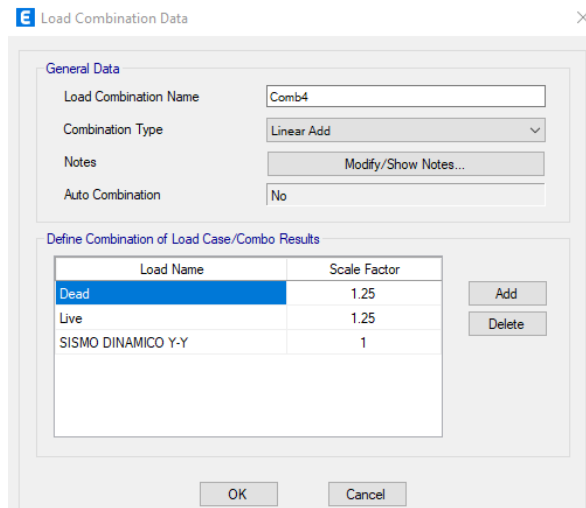 E Load Combination Data
General Data
Load Combination Name Comb4
Combination Type Linear Add
Notes Modify/Show Notes...
Auto Combination No
Define Combination of Load Case/Combo Results
Load Name Scale Factor
Dead 1.25 Add
Live 1.25 Delete
SISMO DINAMICO Y-Y 1
OK Cancel